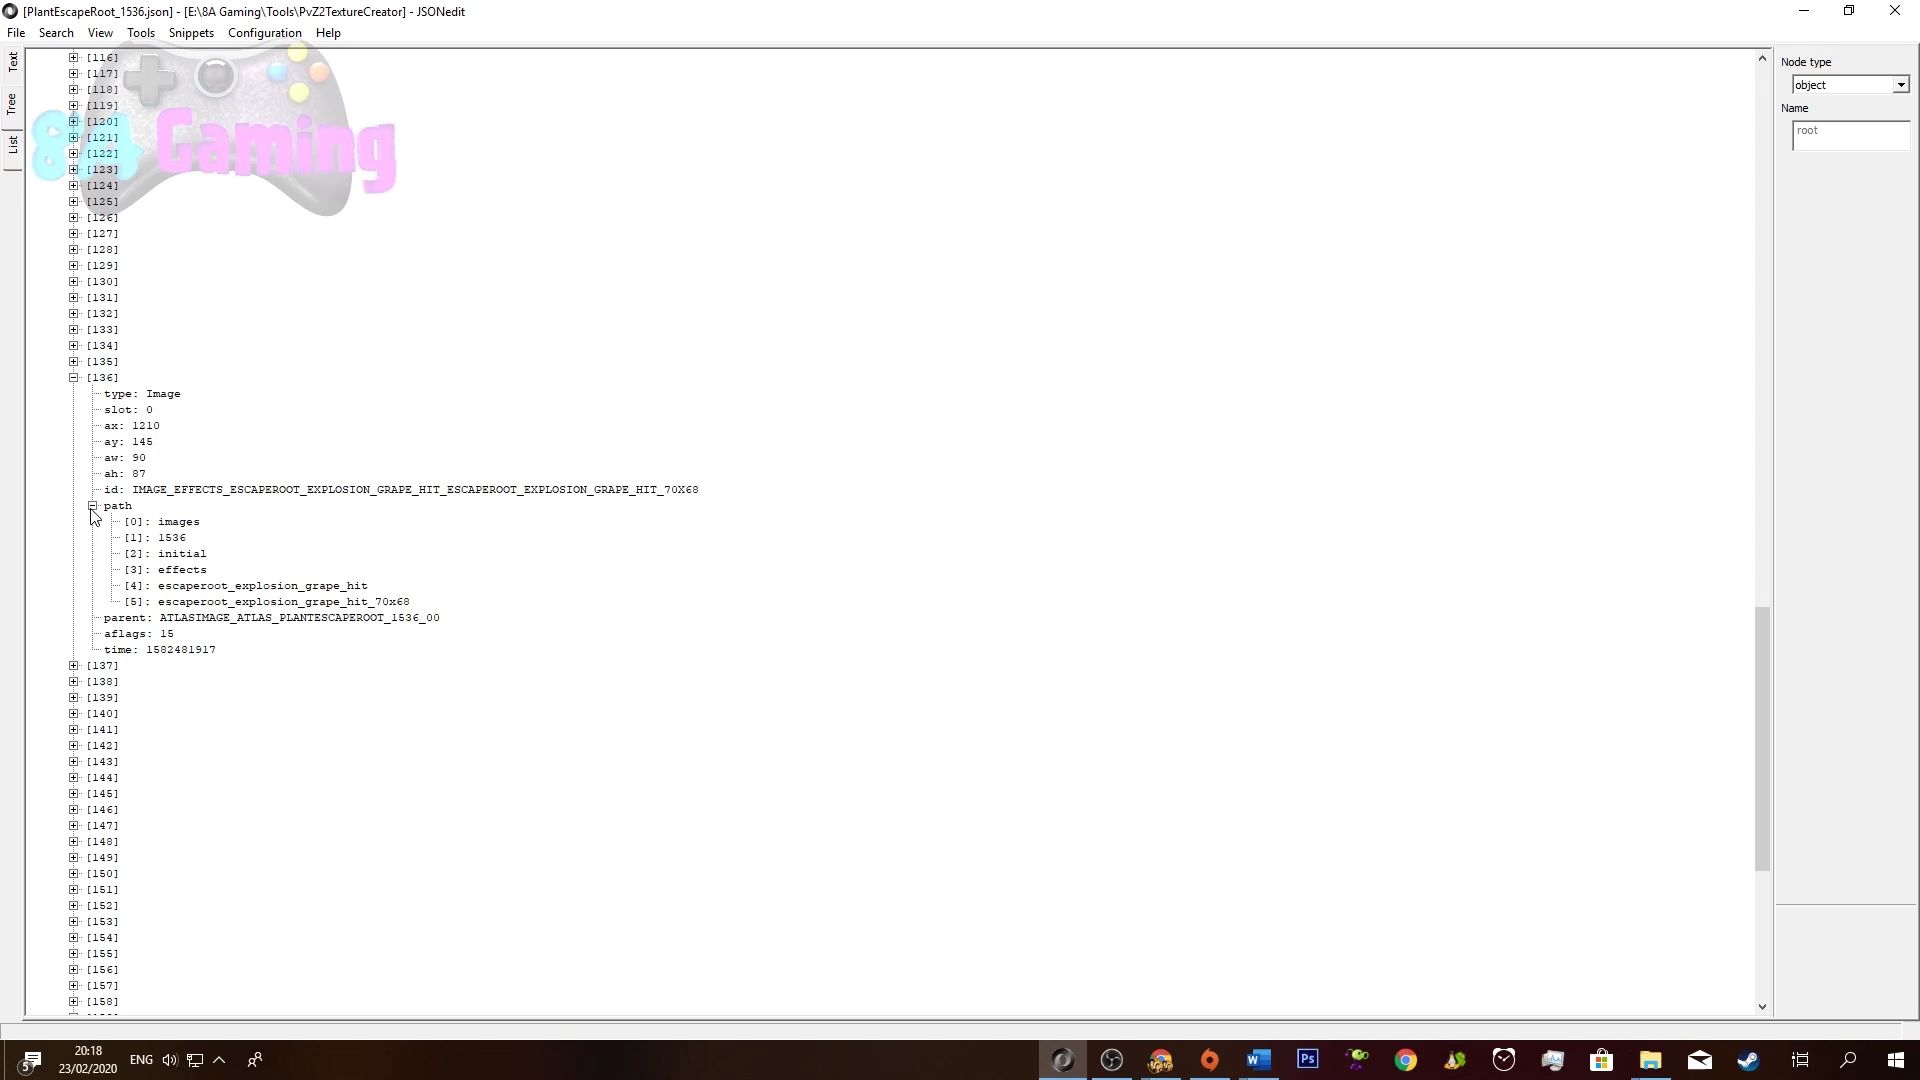 [PlantEscapeRoot_1536.json] - [E:\8A Gaming\Tools\PvZ2TextureCreator] - JSONedit
File Search View Tools Snippets Configuration Help
Text
Tree
List
8A Gaming
[116]
[117]
[118]
[119]
[120]
[121]
[122]
[123]
[124]
[125]
[126]
[127]
[128]
[129]
[130]
[131]
[132]
[133]
[134]
[135]
[136]
type: Image
slot: 0
ax: 1210
ay: 145
aw: 90
ah: 87
id: IMAGE_EFFECTS_ESCAPEROOT_EXPLOSION_GRAPE_HIT_ESCAPEROOT_EXPLOSION_GRAPE_HIT_70X68
path
[0]: images
[1]: 1536
[2]: initial
[3]: effects
[4]: escaperoot_explosion_grape_hit
[5]: escaperoot_explosion_grape_hit_70x68
parent: ATLASIMAGE_ATLAS_PLANTESCAPEROOT_1536_00
aflags: 15
time: 1582481917
[137]
[138]
[139]
[140]
[141]
[142]
[143]
[144]
[145]
[146]
[147]
[148]
[149]
[150]
[151]
[152]
[153]
[154]
[155]
[156]
[157]
[158]
Node type
object
Name
root
5
20:18
23/02/2020
ENG
Ps